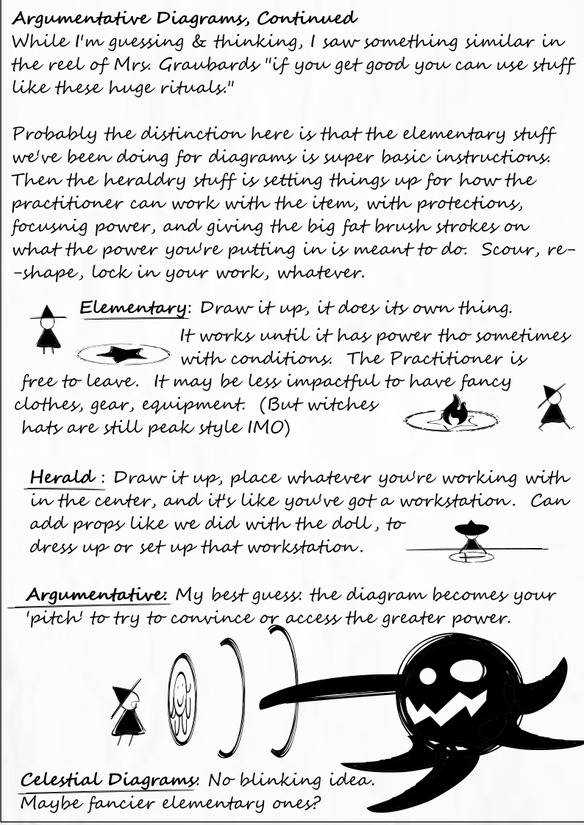 Argumentative Diagrams, Continued
While I'm guessing & thinking, I saw something similar in
the reel of Mrs. Graubards "if you get good you can use stuff
like these huge rituals."
Probably the distinction here is that the elementary stuff
we've been doing for diagrams is super basic instructions.
Then the heraldry stuff is setting things up for how the
practitioner can work with the item, with protections,
focusnig power, and giving the big fat brush strokes on
what the power you're putting in is meant to do. Scour, re-
-shape, lock in your work, whatever.
Elementary: Draw it up, it does its own thing.
It works until it has power tho sometimes
with conditions. The Practitioner is
free to leave. It may be less impactful to have fancy
clothes, gear, equipment. (But witches
hats are still peak style IMO)
Herald : Draw it up, place whatever you're working with
in the center, and it's like you've got a workstation. Can
add props like we did with the doll, to
dress up or set up that workstation.
Argumentative: My best guess: the diagram becomes your
'pitch' to try to convince or access the greater power.
Celestial Diagrams: No blinking idea.
Maybe fancier elementary ones?